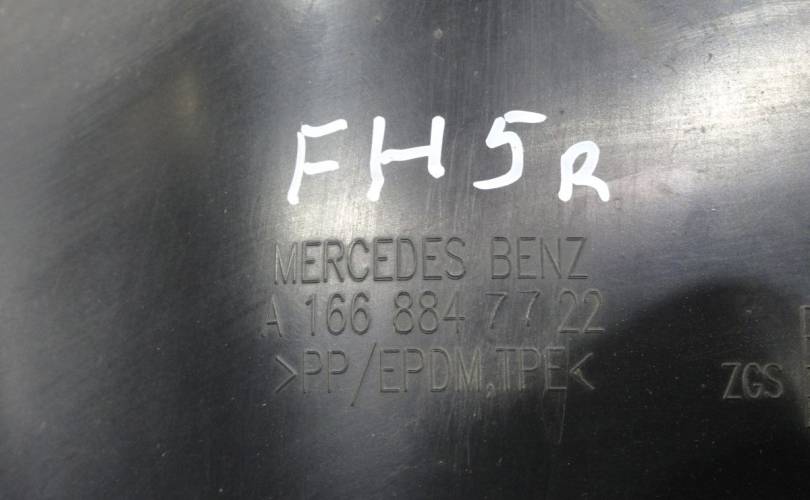 FH5R
MERCEDES BENZ
A 166 884 77 22
>PP/EPDM,TPE<
ZGS